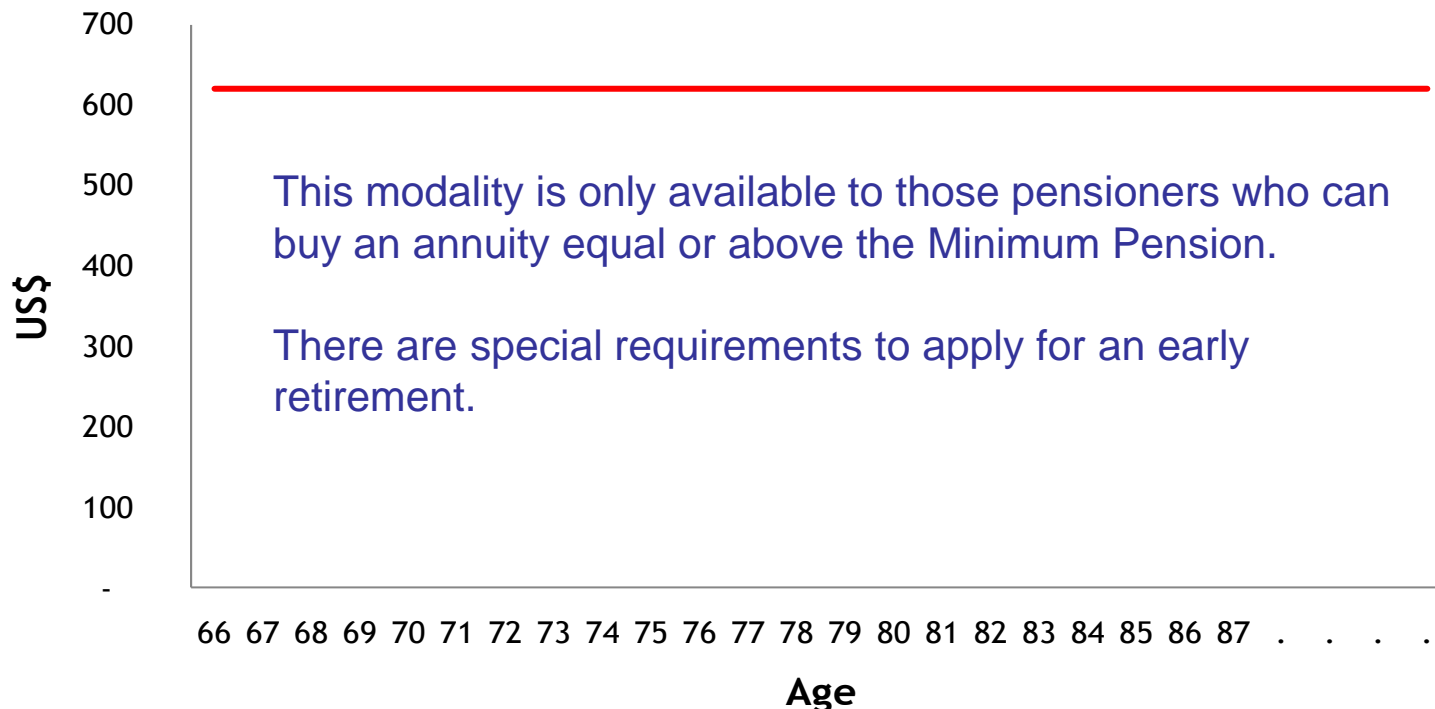 700
600
500
400
300
200
100
-
US$
This modality is only available to those pensioners who can
buy an annuity equal or above the Minimum Pension.
There are special requirements to apply for an early
retirement.
66 67 68 69 70 71 72 73 74 75 76 77 78 79 80 81 82 83 84 85 86 87 . . . .
Age